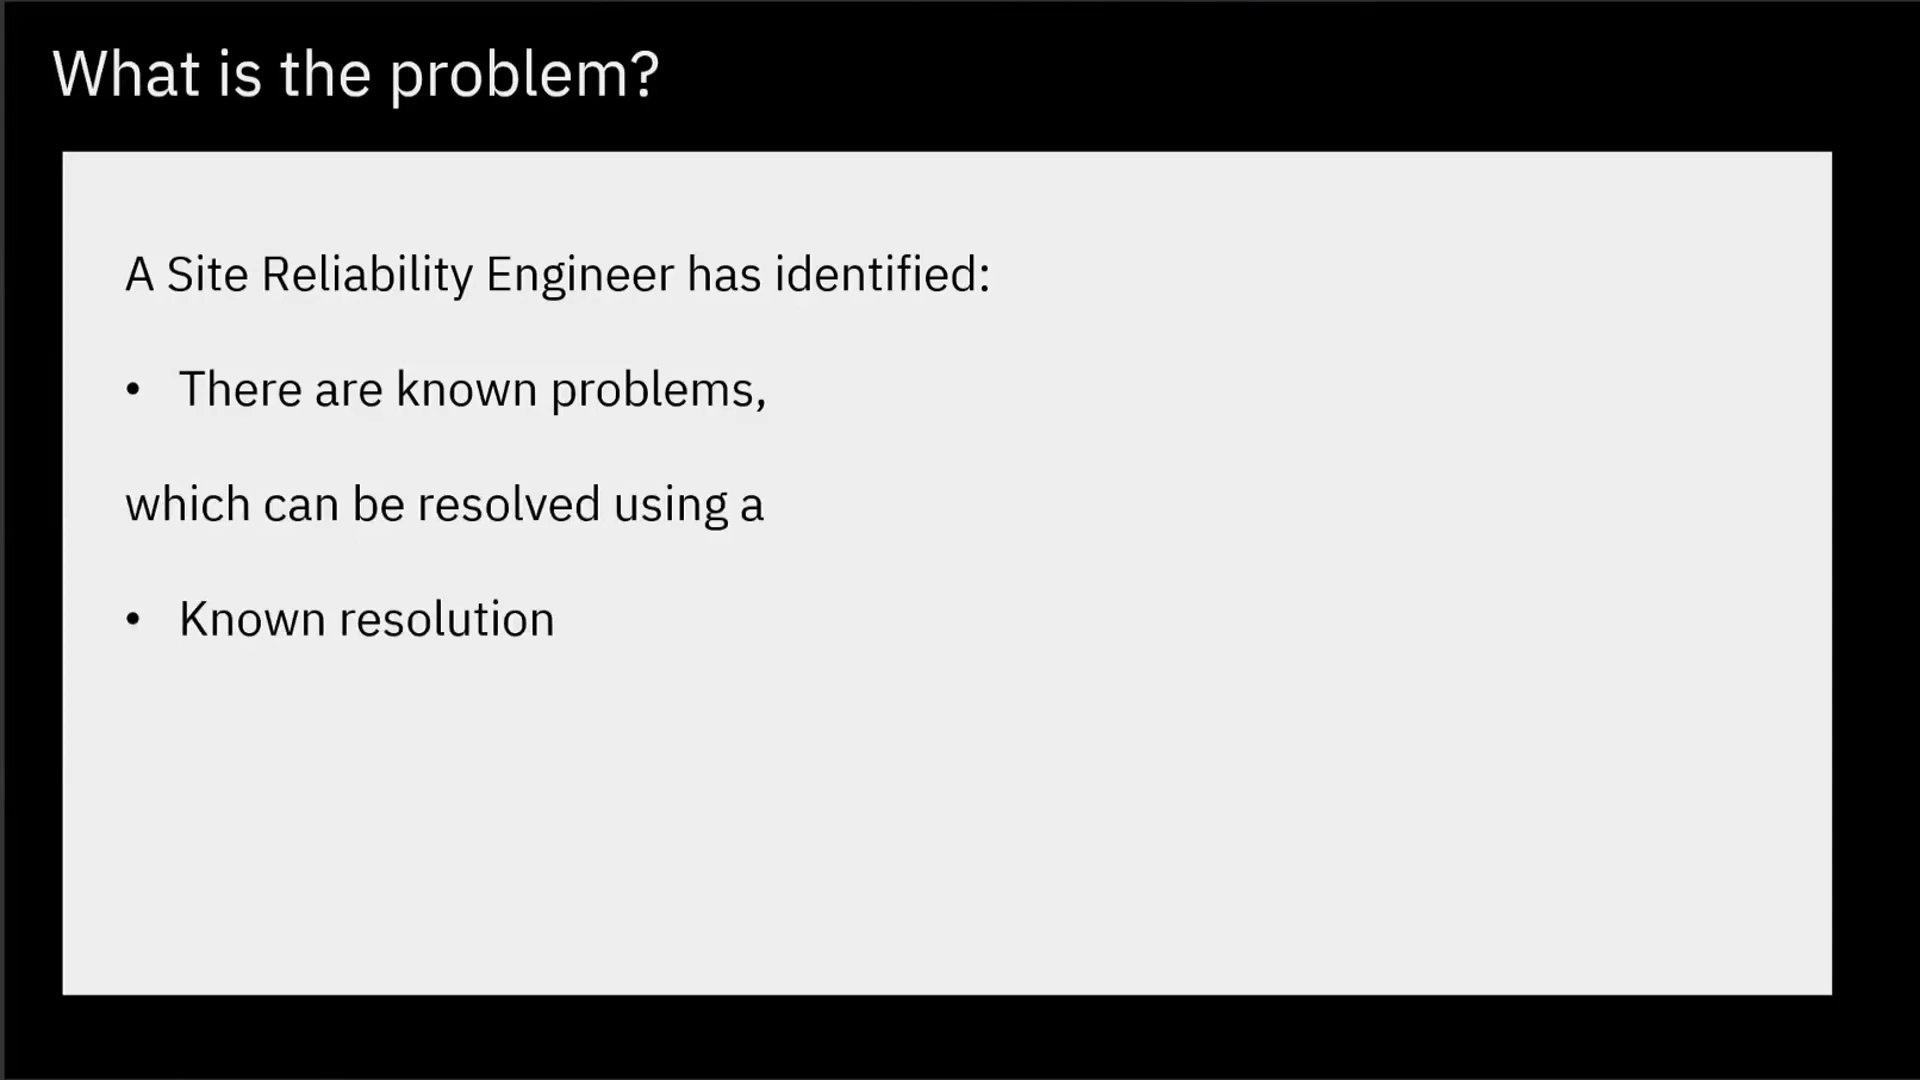 What is the problem?
A Site Reliability Engineer has identified:
• There are known problems,
which can be resolved using a
• Known resolution